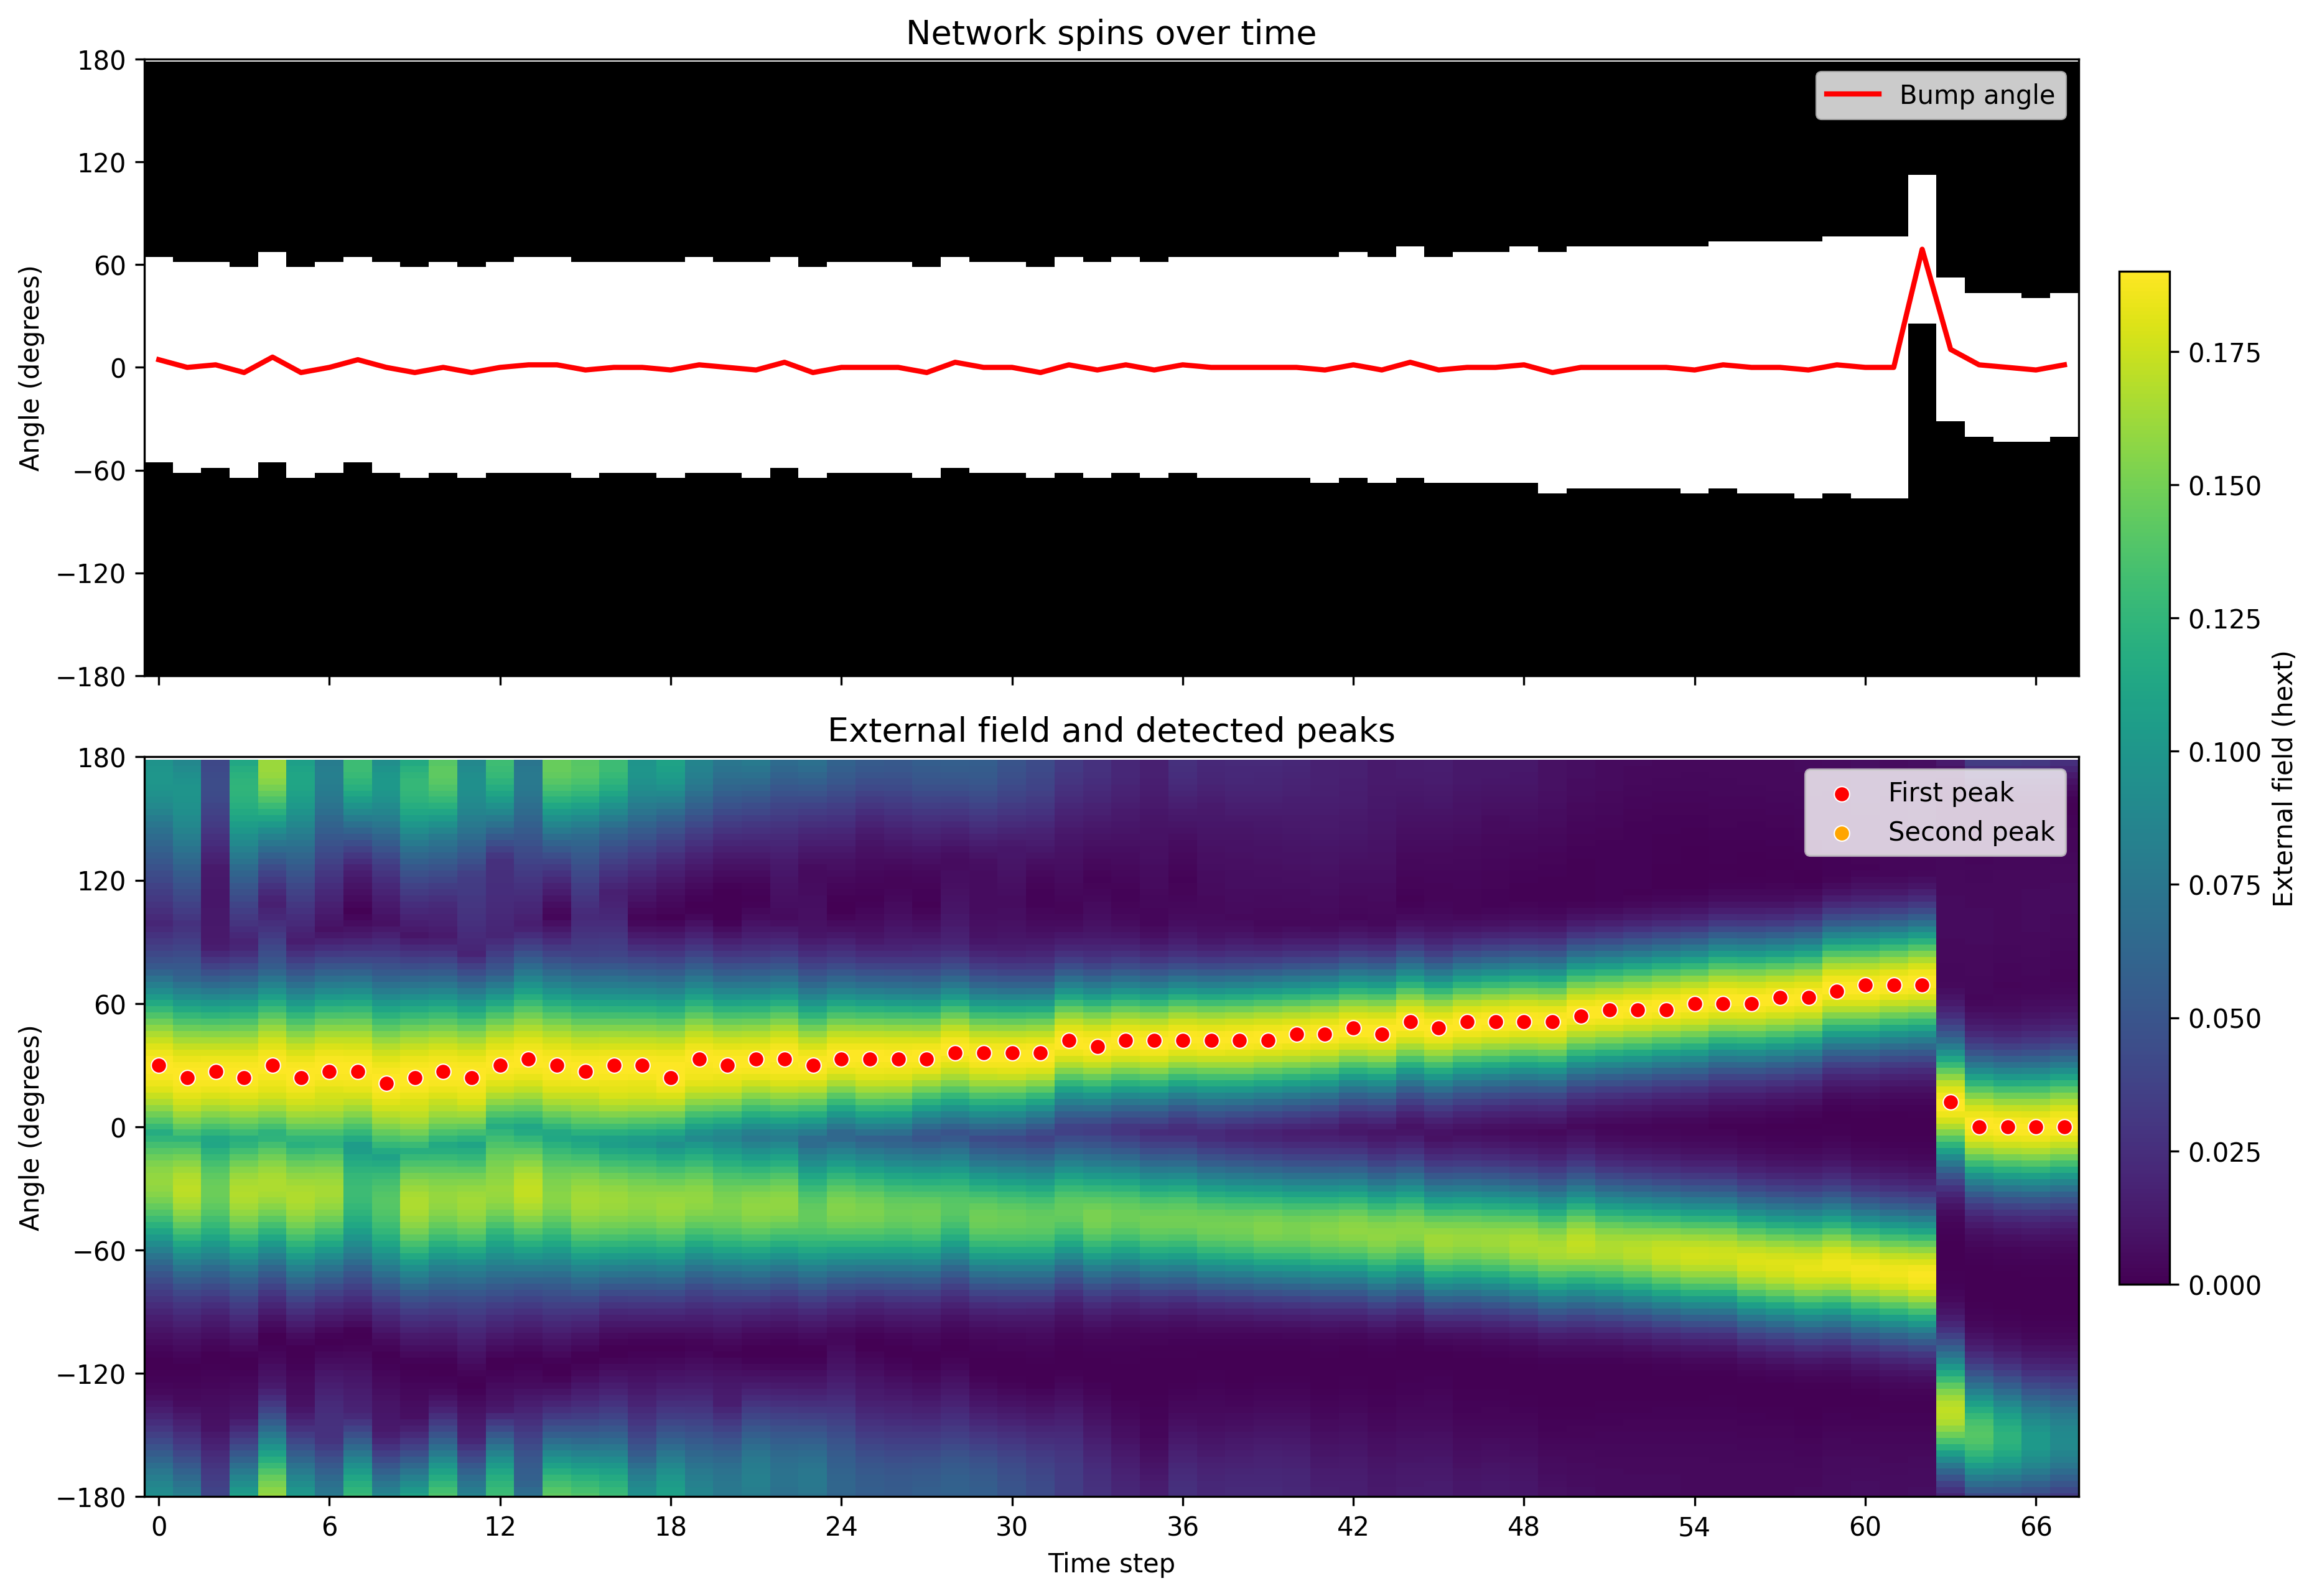 Network spins over time
180
120
60
0
−60
−120
−180
Angle (degrees)
Bump angle
External field and detected peaks
180
120
60
0
−60
−120
−180
Angle (degrees)
First peak
Second peak
0 6 12 18 24 30 36 42 48 54 60 66
Time step
0.175
0.150
0.125
0.100
0.075
0.050
0.025
0.000
External field (hext)